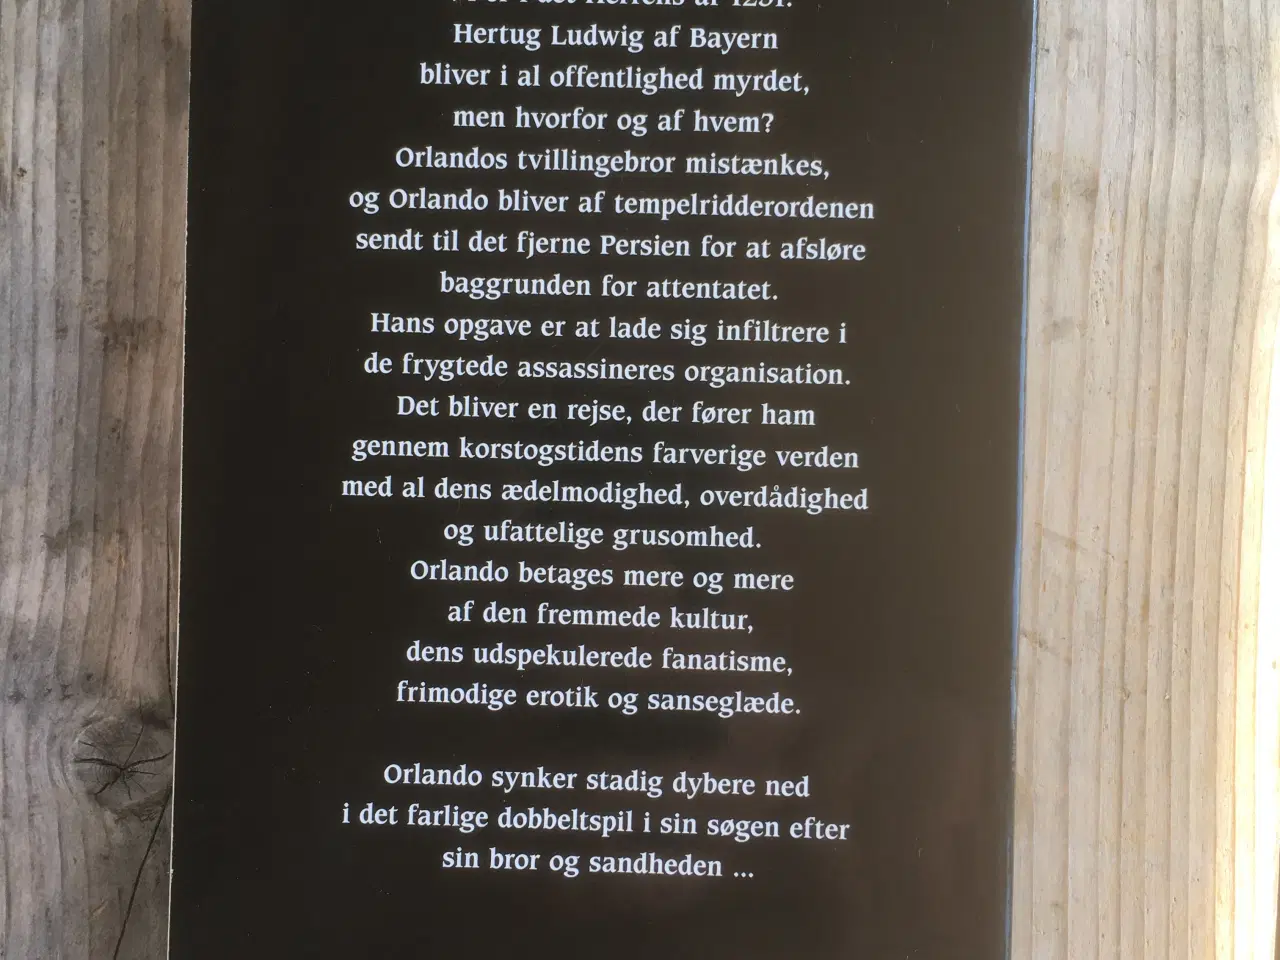 i det Herrens år 1231.
Hertug Ludwig af Bayern
bliver i al offentlighed myrdet,
men hvorfor og af hvem?
Orlandos tvillingebror mistænkes,
og Orlando bliver af tempelridderordenen
sendt til det fjerne Persien for at afsløre
baggrunden for attentatet.
Hans opgave er at lade sig infiltrere i
de frygtede assassineres organisation.
Det bliver en rejse, der fører ham
gennem korstogstidens farverige verden
med al dens ædelmodighed, overdådighed
og ufattelige grusomhed.
Orlando betages mere og mere
af den fremmede kultur,
dens udspekulerede fanatisme,
frimodige erotik og sanseglæde.
Orlando synker stadig dybere ned
i det farlige dobbeltspil i sin søgen efter
sin bror og sandheden ...